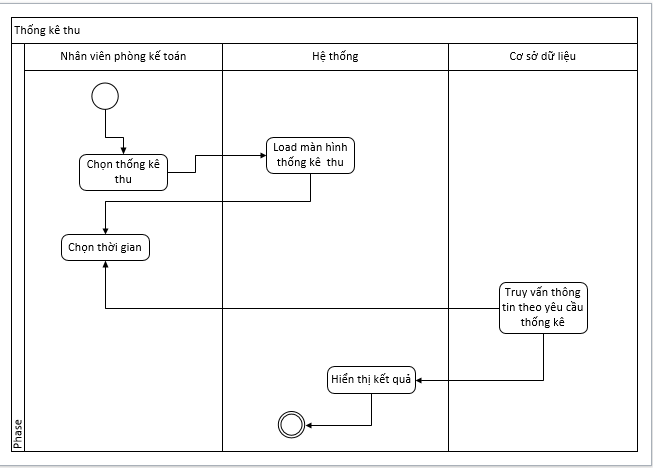 Thống kê thu
Nhân viên phòng kế toán
Hệ thống
Cơ sở dữ liệu
Chọn thống kê
thu
Load màn hình
thống kê thu
Chọn thời gian
Truy vấn thông
tin theo yêu cầu
thống kê
Hiển thị kết quả
Phase